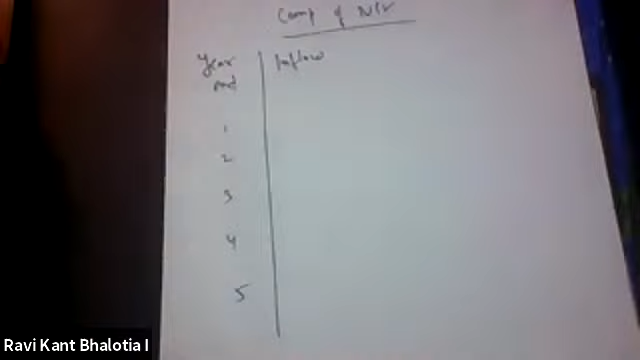 Comp of NPV
Year Inflow
end
1
2
3
4
5
Ravi Kant Bhalotia I